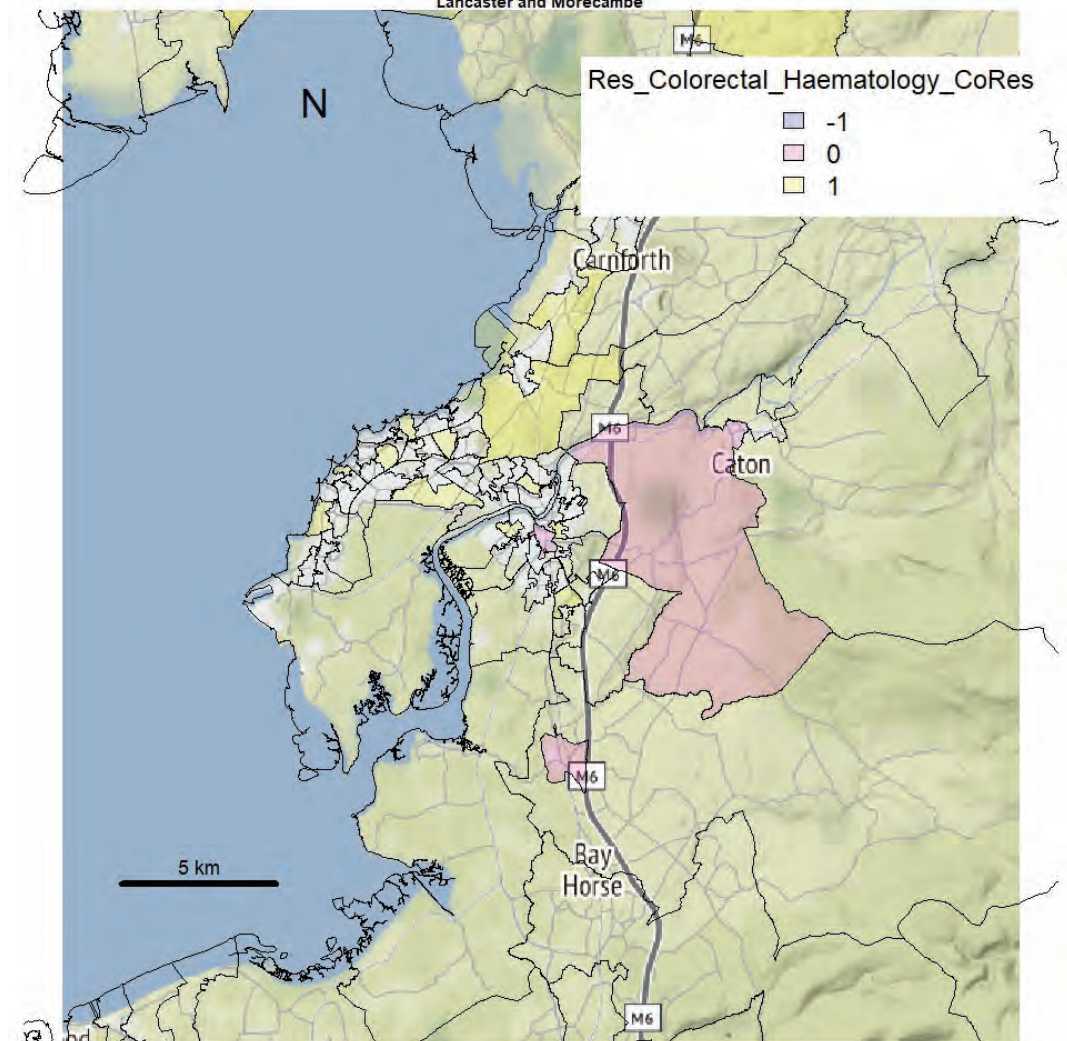 Lancaster and Morecambe
M6
N
Res_Colorectal_Haematology_CoRes
-1
0
1
Carnforth
M6
Caton
M6
M6
5 km
Bay
Horse
M6